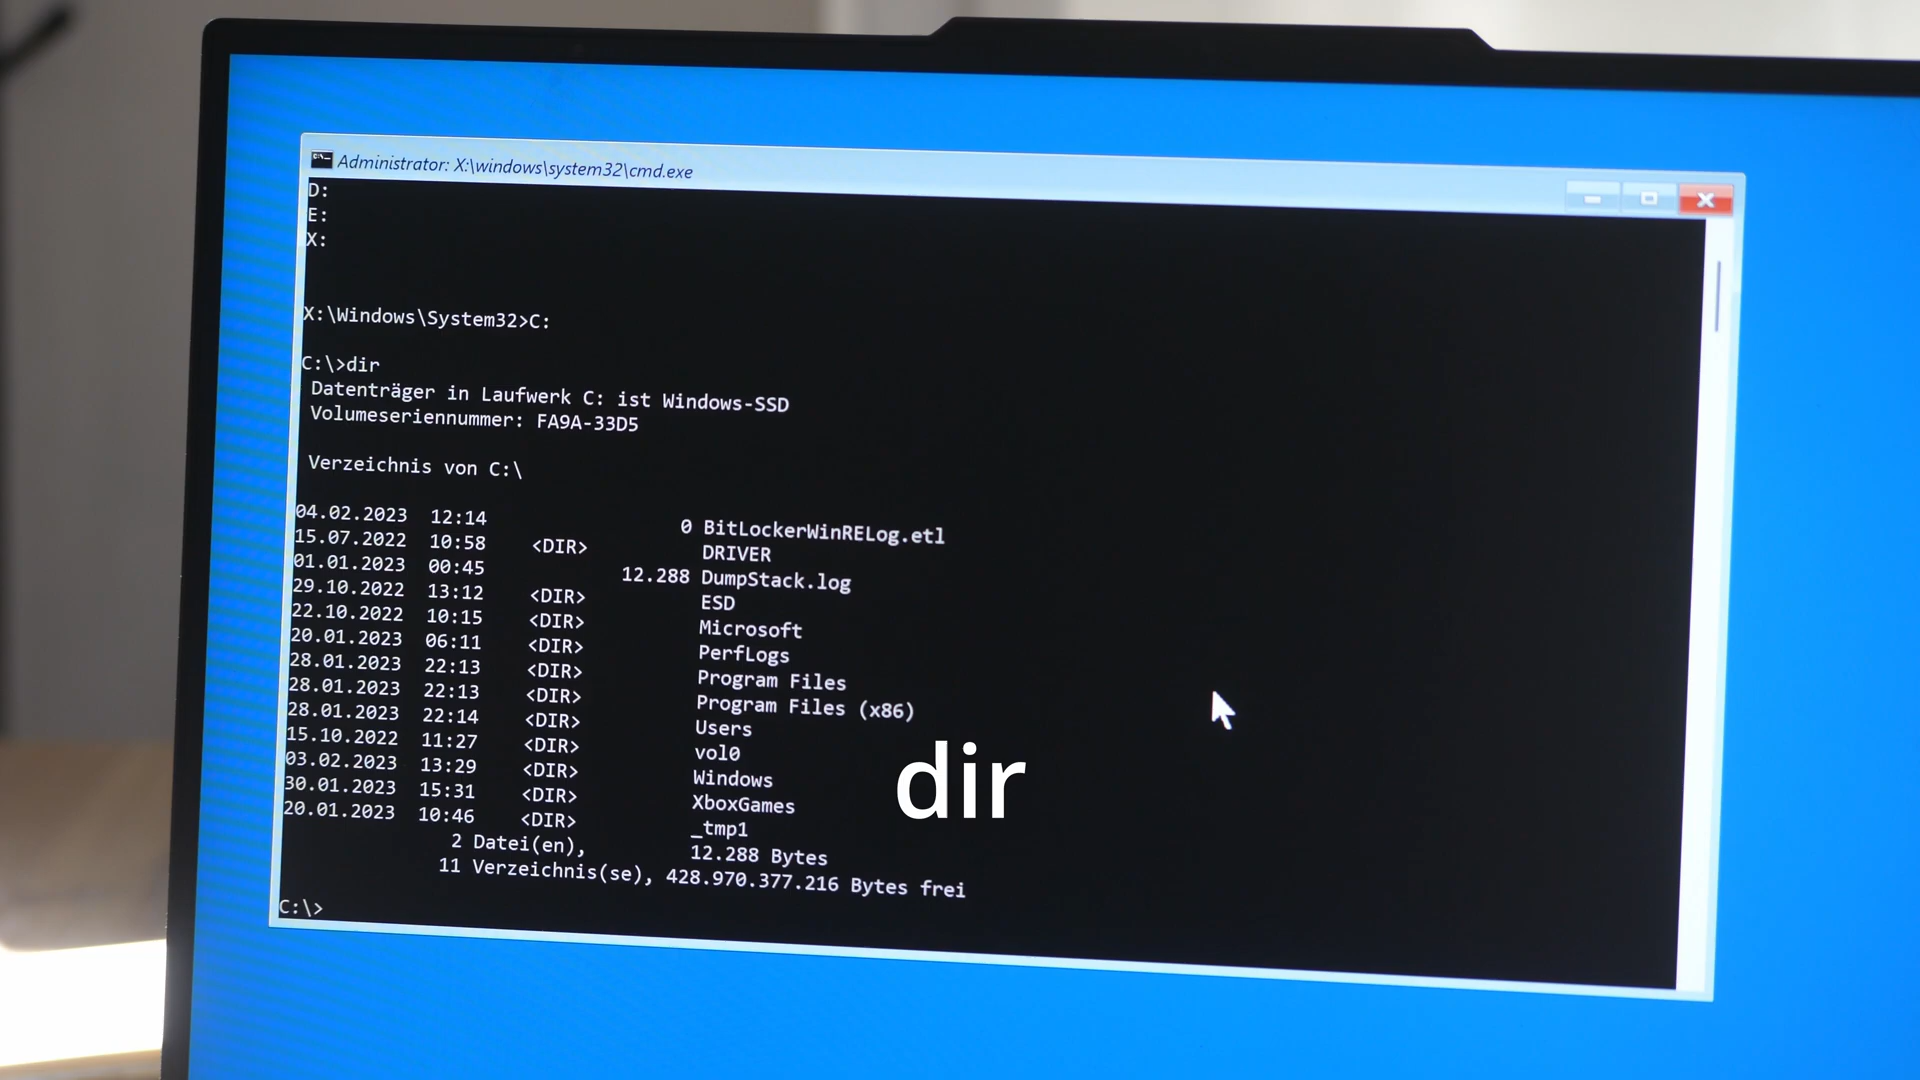 Administrator: X:\windows\system32\cmd.exe
D:
E:
X:
X:\Windows\System32>C:
C:\>dir
Datenträger in Laufwerk C: ist Windows-SSD
Volumeseriennummer: FA9A-33D5
Verzeichnis von C:\
04.02.2023 12:14 0 BitLockerWinRELog.etl
15.07.2022 10:58 <DIR> DRIVER
01.01.2023 00:45 12.288 DumpStack.log
29.10.2022 13:12 <DIR> ESD
22.10.2022 10:15 <DIR> Microsoft
20.01.2023 06:11 <DIR> PerfLogs
28.01.2023 22:13 <DIR> Program Files
28.01.2023 22:13 <DIR> Program Files (x86)
28.01.2023 22:14 <DIR> Users
15.10.2022 11:27 <DIR> vol0
03.02.2023 13:29 <DIR> Windows
30.01.2023 15:31 <DIR> XboxGames
20.01.2023 10:46 <DIR> _tmp1
2 Datei(en), 12.288 Bytes
11 Verzeichnis(se), 428.970.377.216 Bytes frei
C:\>
dir